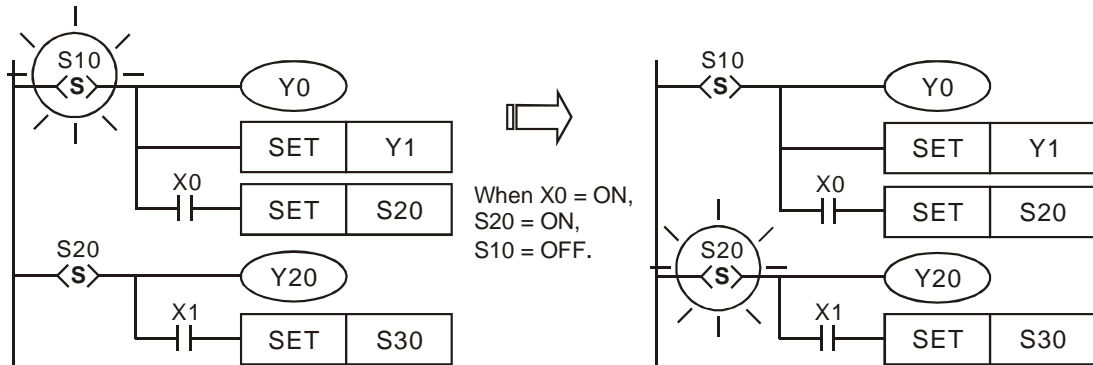 S10
S
Y0
SET Y1
X0
SET S20
S20
S
Y20
X1
SET S30
When X0 = ON,
S20 = ON,
S10 = OFF.
S10
S
Y0
SET Y1
X0
SET S20
S20
S
Y20
X1
SET S30